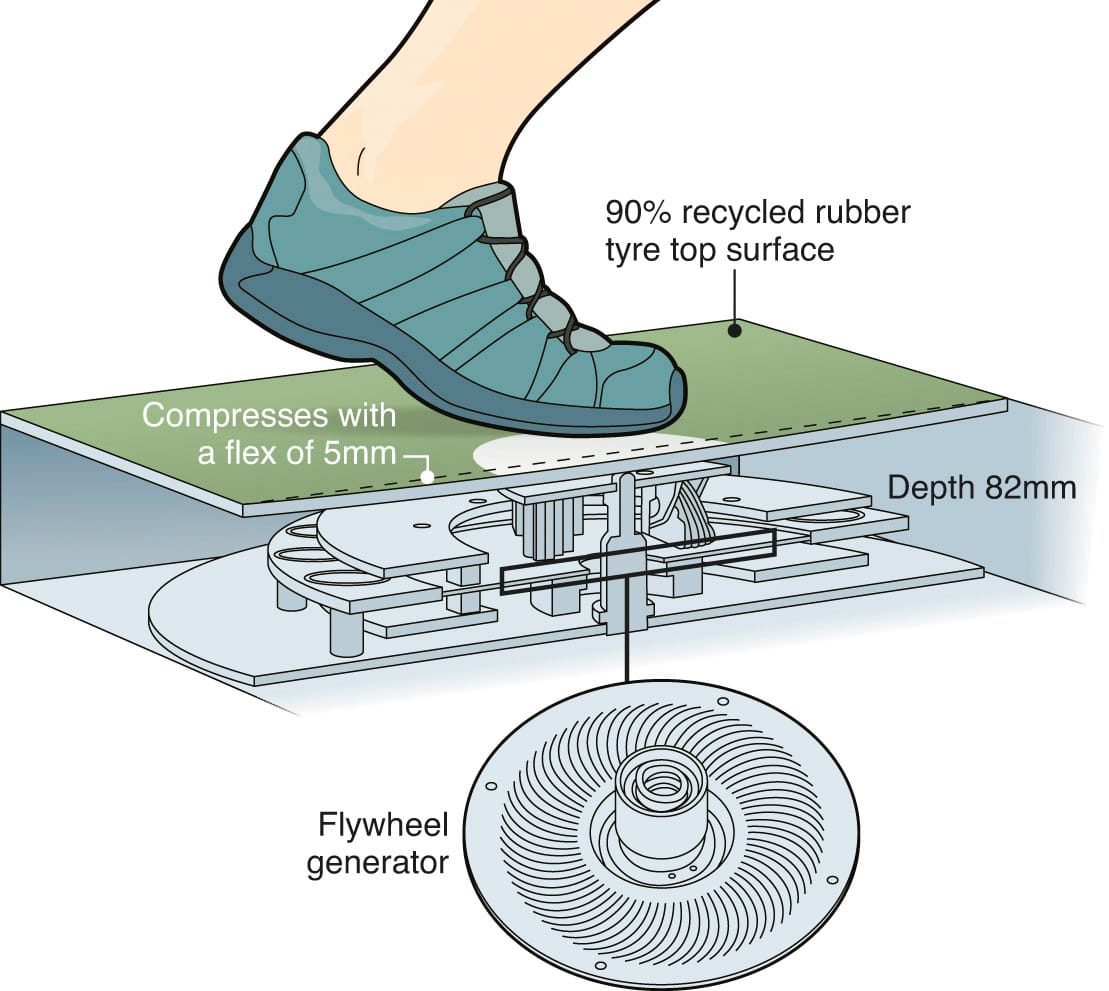 90% recycled rubber
tyre top surface
Compresses with
a flex of 5mm
Depth 82mm
Flywheel
generator